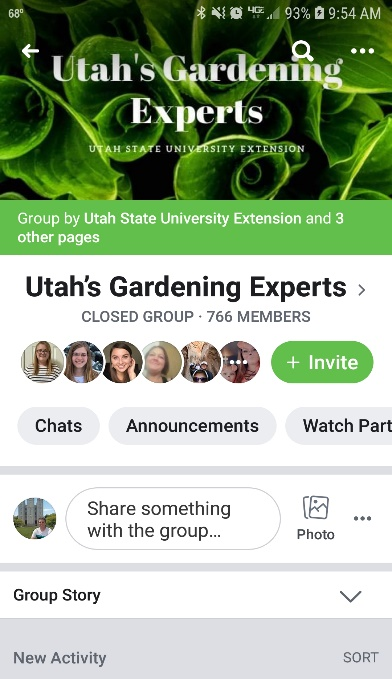 68°
4G 93% 9:54 AM
Utah's Gardening
Experts
UTAH STATE UNIVERSITY EXTENSION
Group by Utah State University Extension and 3
other pages
Utah’s Gardening Experts
CLOSED GROUP · 766 MEMBERS
+ Invite
Chats Announcements Watch Part
Share something
with the group...
Photo
Group Story
New Activity SORT